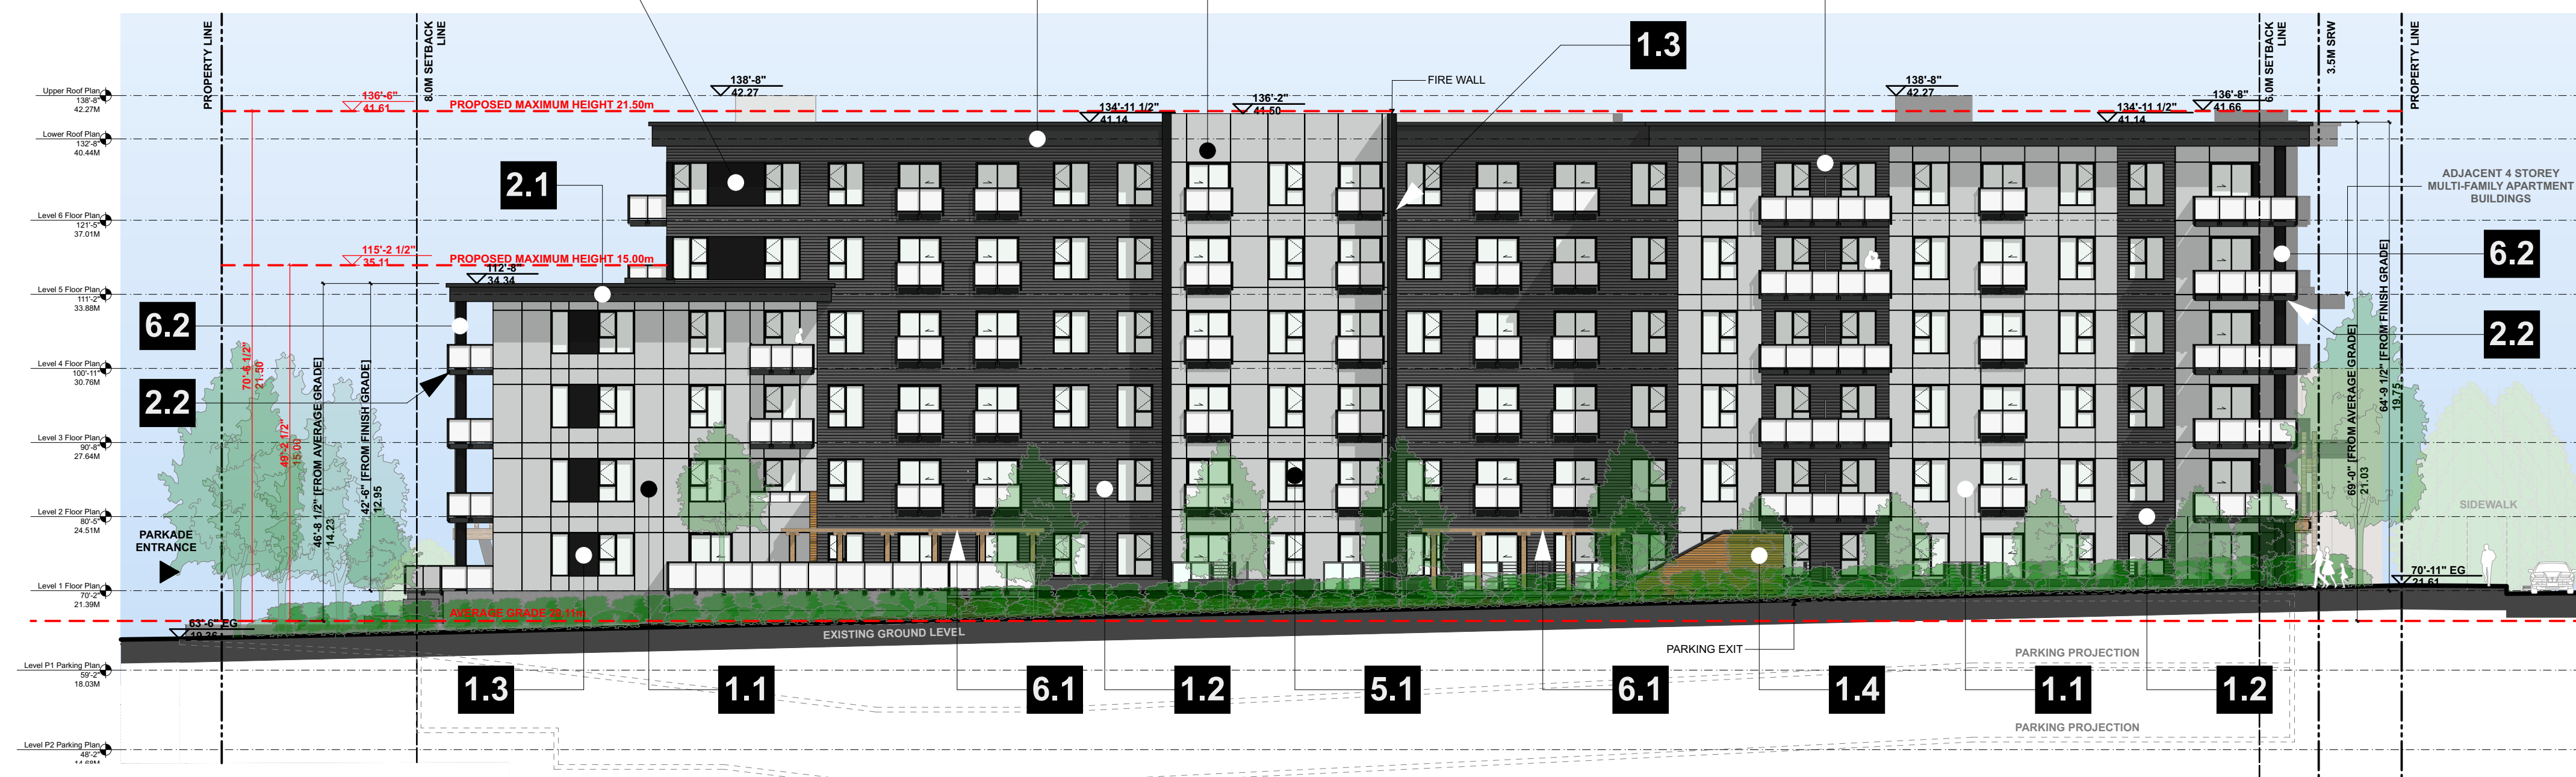 PROPERTY LINE
8.0M SETBACK
LINE
6.0M SETBACK
LINE
3.5M SRW
PROPERTY LINE
1.3
FIRE WALL
Upper Roof Plan
138'-8"
42.27M
136'-6"
41.61
PROPOSED MAXIMUM HEIGHT 21.50m
138'-8"
42.27
134'-11 1/2"
41.14
136'-2"
41.50
138'-8"
42.27
134'-11 1/2"
41.14
136'-8"
41.66
Lower Roof Plan
132'-8"
40.44M
2.1
ADJACENT 4 STOREY
MULTI-FAMILY APARTMENT
BUILDINGS
Level 6 Floor Plan
121'-5"
37.01M
115'-2 1/2"
35.11
PROPOSED MAXIMUM HEIGHT 15.00m
112'-8"
34.34
6.2
Level 5 Floor Plan
111'-2"
33.88M
6.2
2.2
Level 4 Floor Plan
100'-11"
30.76M
2.2
70'-6 1/2"
21.50
49'-2 1/2"
15.00
46'-8 1/2" [FROM AVERAGE GRADE]
14.23
42'-6" [FROM FINISH GRADE]
12.95
69'-0" [FROM AVERAGE GRADE]
21.03
64'-9 1/2" [FROM FINISH GRADE]
19.75
Level 3 Floor Plan
90'-8"
27.64M
Level 2 Floor Plan
80'-5"
24.51M
PARKADE
ENTRANCE
SIDEWALK
Level 1 Floor Plan
70'-2"
21.39M
70'-11" EG
21.61
AVERAGE GRADE 20.11m
63'-6" EG
19.36
EXISTING GROUND LEVEL
PARKING EXIT
PARKING PROJECTION
Level P1 Parking Plan
59'-2"
18.03M
1.3
1.1
6.1
1.2
5.1
6.1
1.4
1.1
1.2
PARKING PROJECTION
Level P2 Parking Plan
48'-2"
14.68M